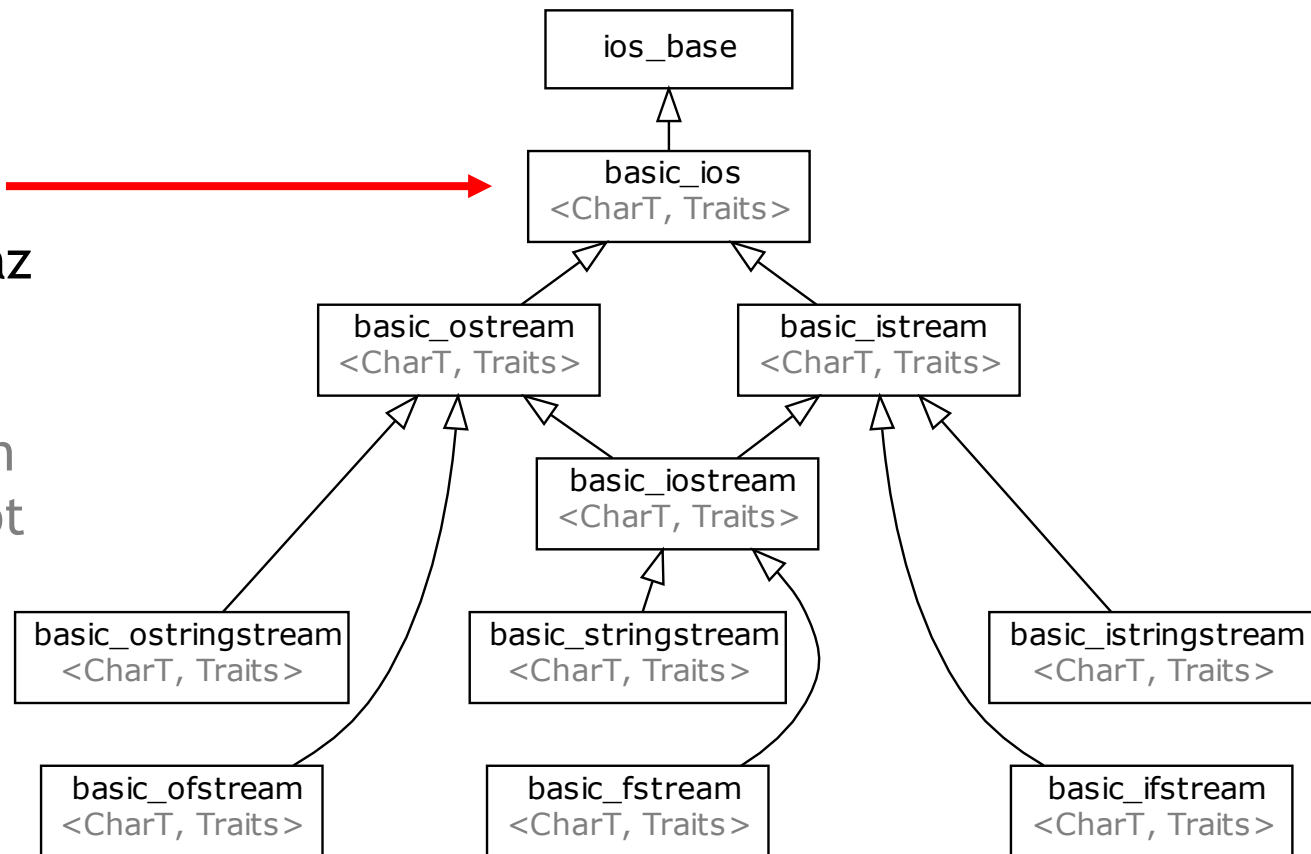 ios_base
basic_ios
<CharT, Traits>
az
basic_ostream
<CharT, Traits>
basic_istream
<CharT, Traits>
basic_iostream
<CharT, Traits>
basic_ostringstream
<CharT, Traits>
basic_stringstream
<CharT, Traits>
basic_istringstream
<CharT, Traits>
basic_ofstream
<CharT, Traits>
basic_fstream
<CharT, Traits>
basic_ifstream
<CharT, Traits>